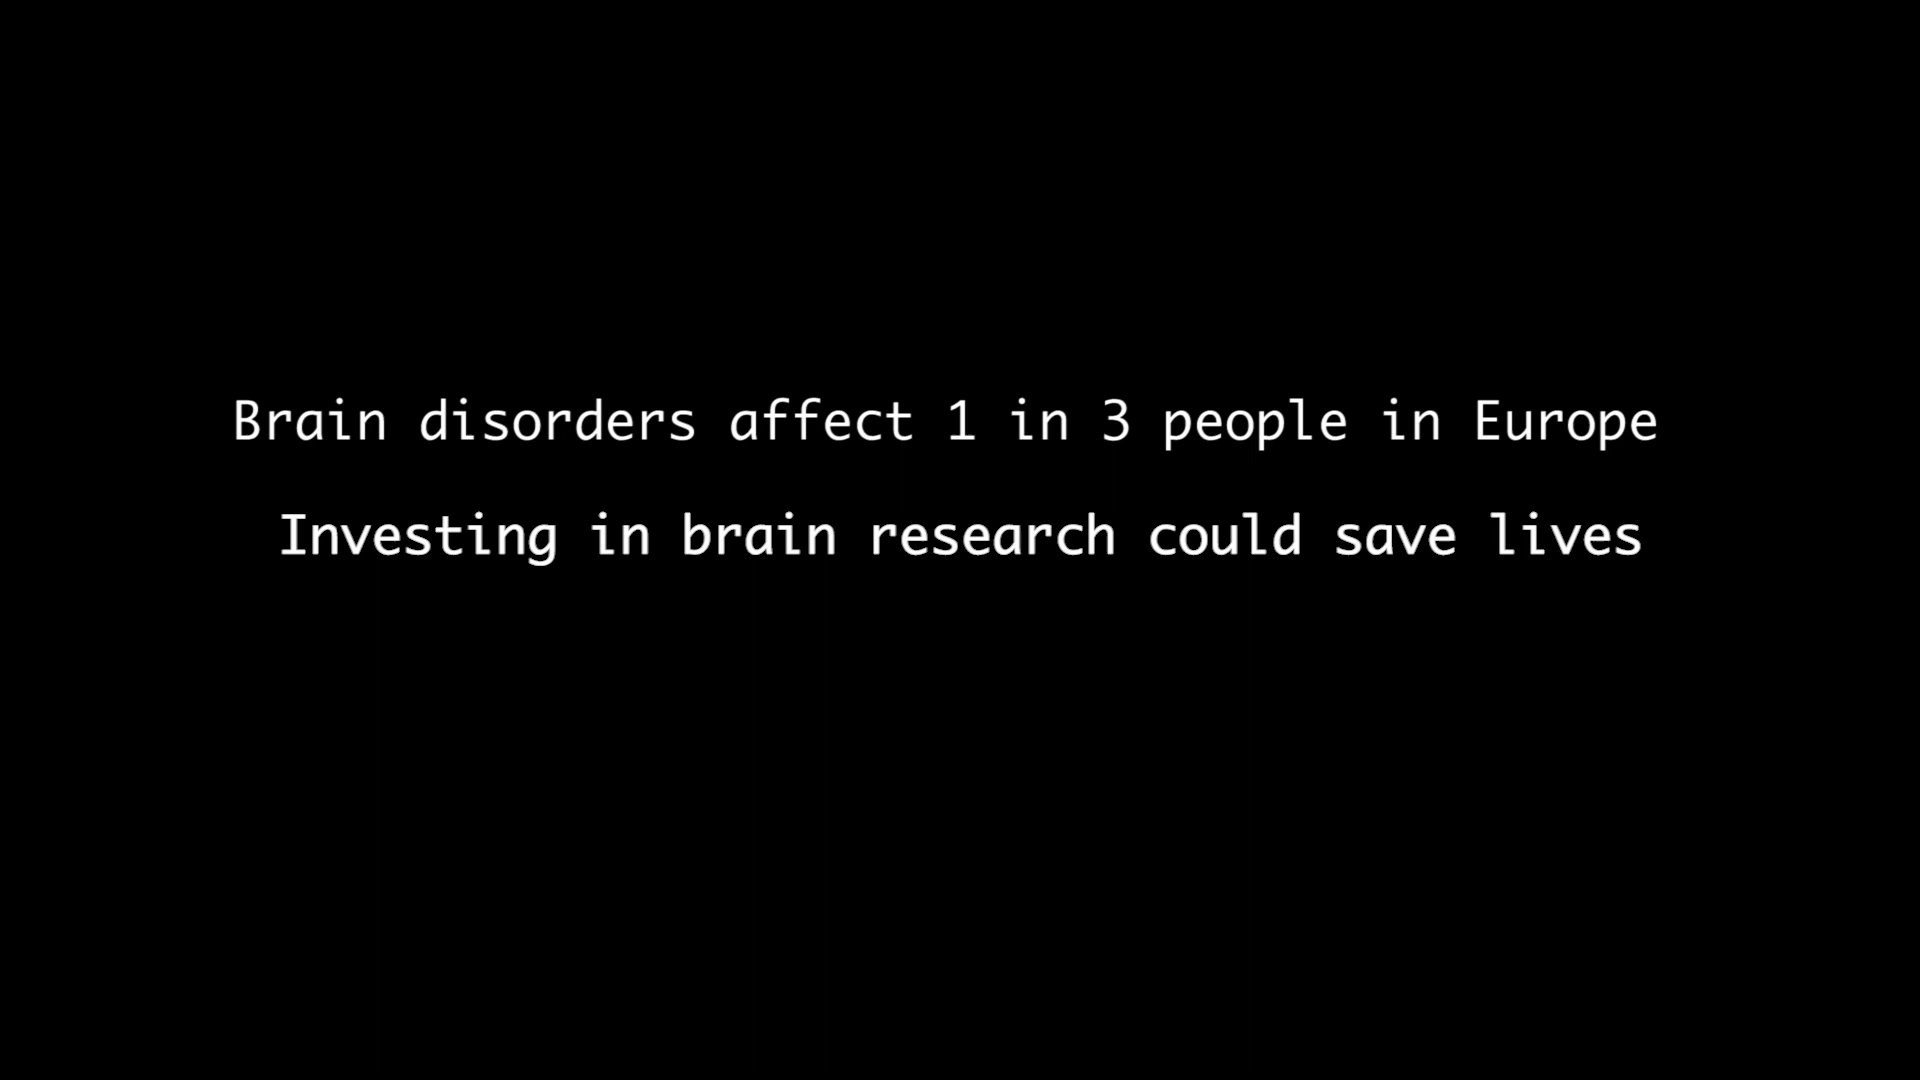 Brain disorders affect 1 in 3 people in Europe
Investing in brain research could save lives